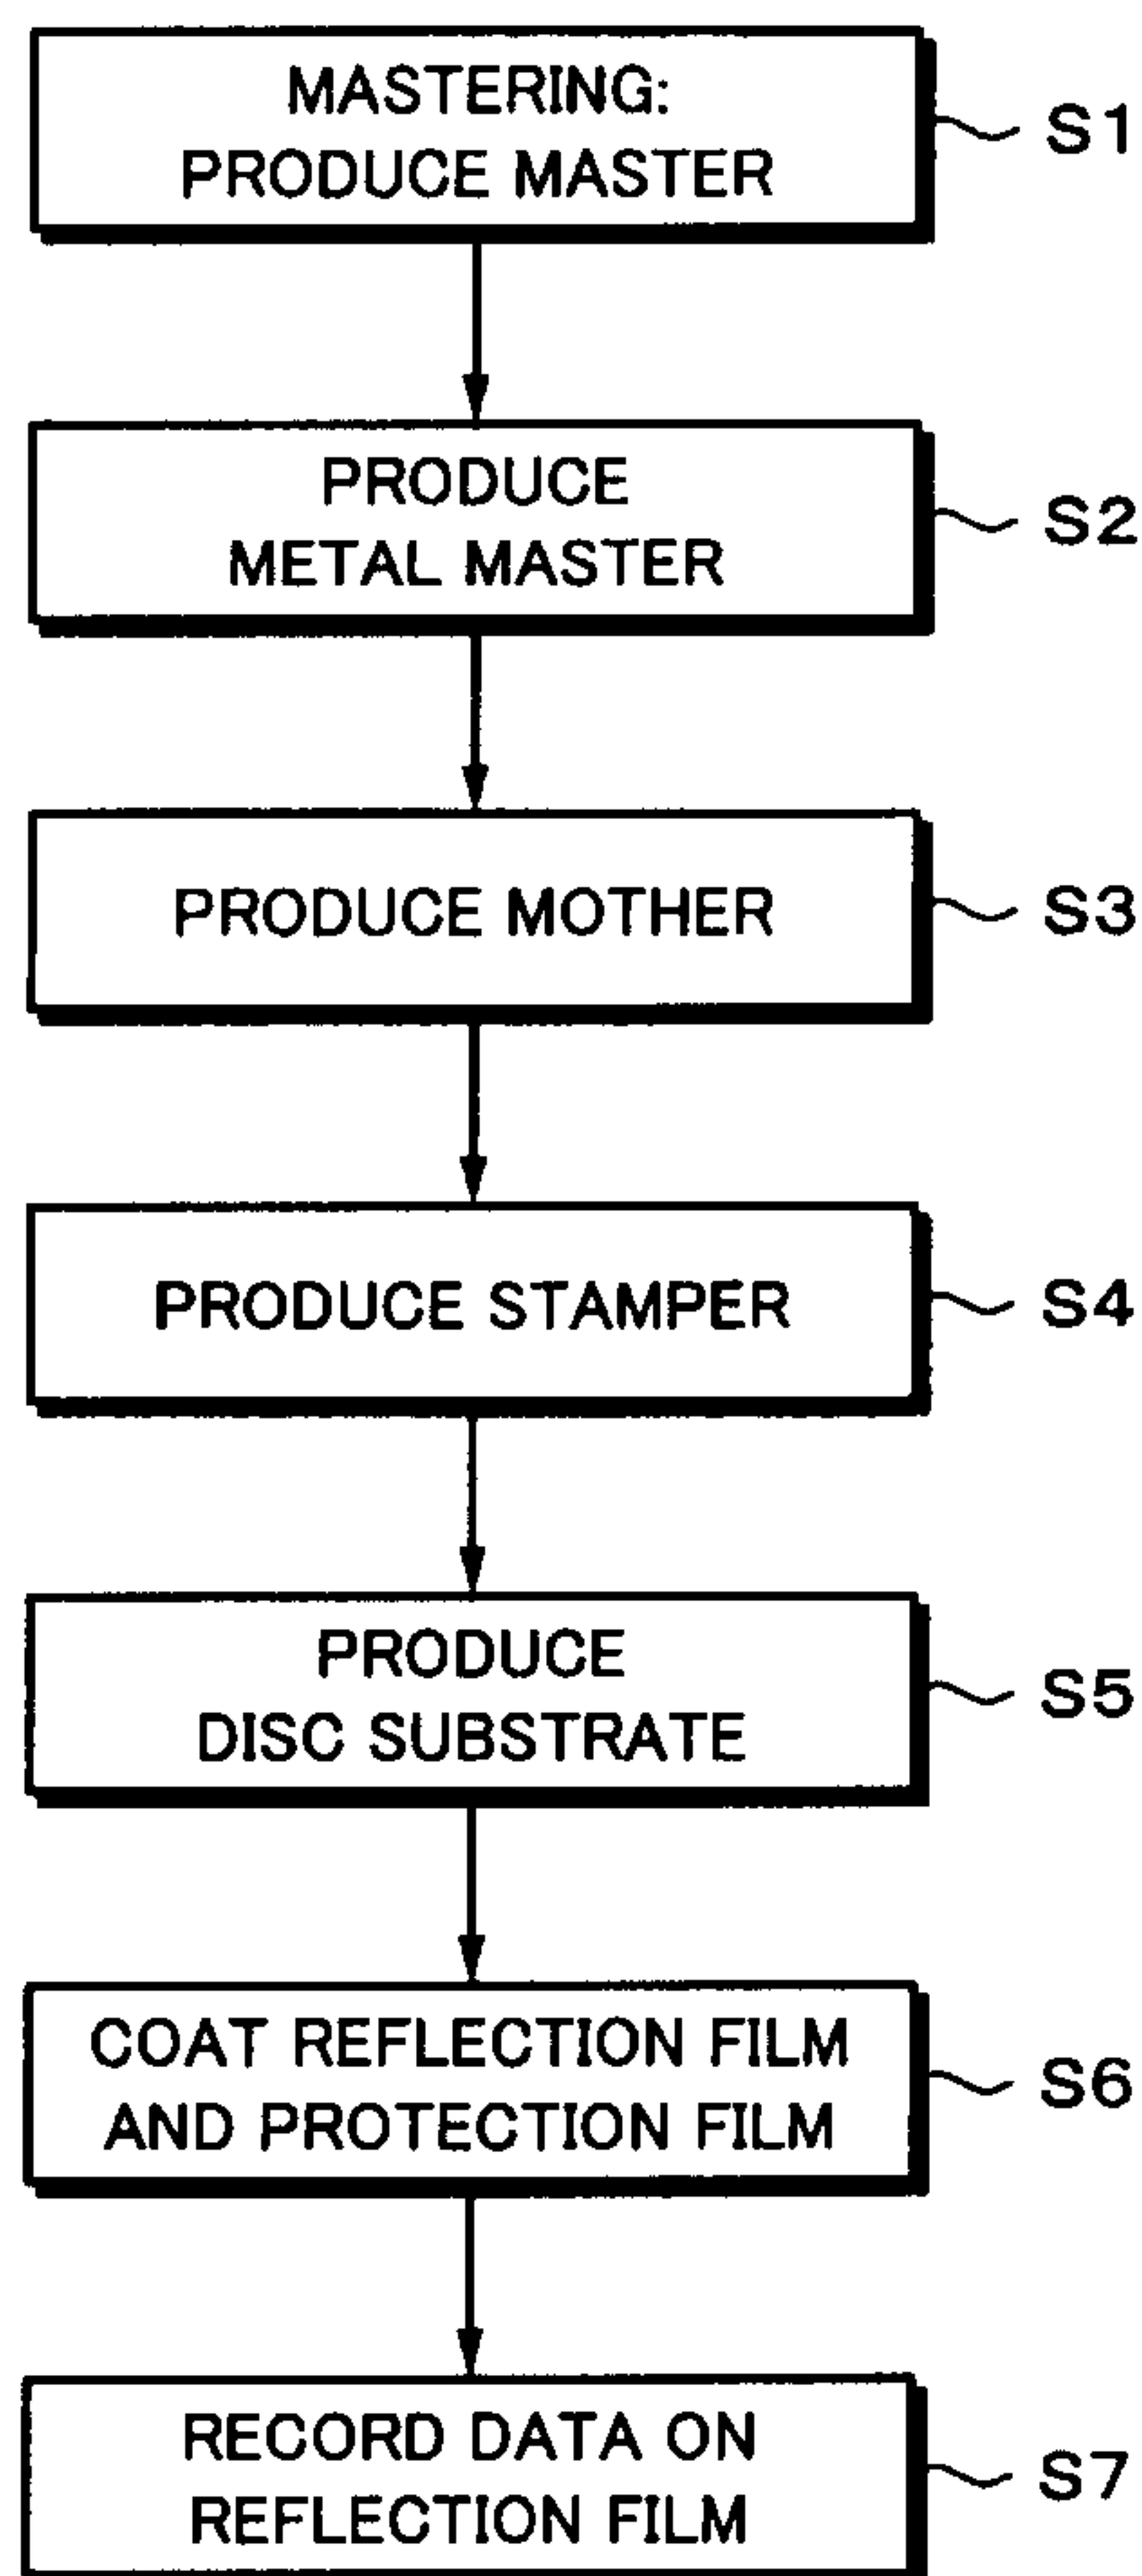 MASTERING:
PRODUCE MASTER
S1
PRODUCE
METAL MASTER
S2
PRODUCE MOTHER
S3
PRODUCE STAMPER
S4
PRODUCE
DISC SUBSTRATE
S5
COAT REFLECTION FILM
AND PROTECTION FILM
S6
RECORD DATA ON
REFLECTION FILM
S7